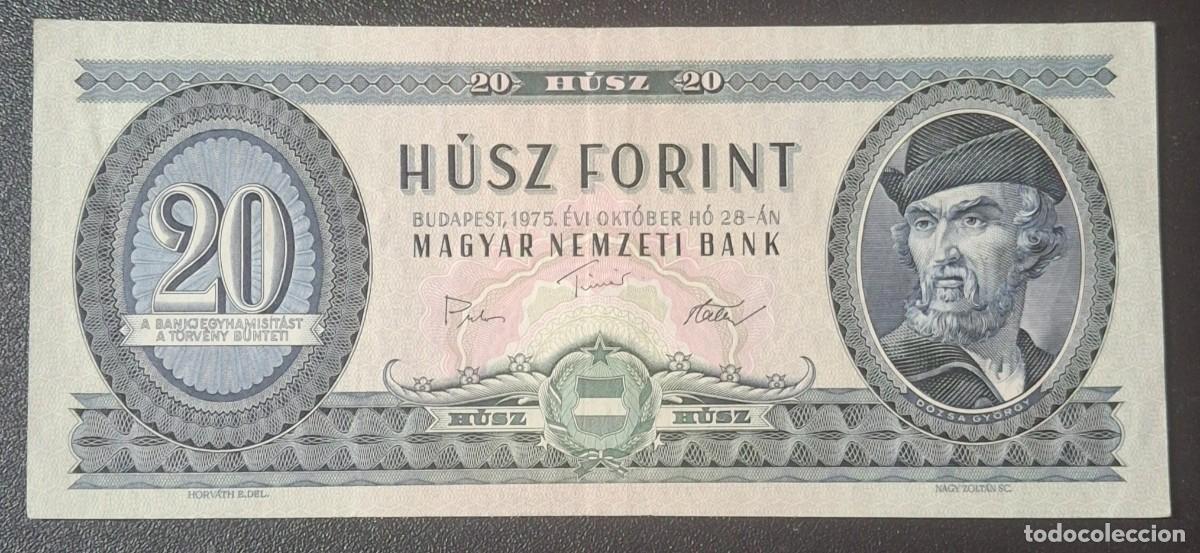 20 HÚSZ 20
HÚSZ FORINT
BUDAPEST, 1975. ÉVI OKTÓBER HÓ 28-ÁN
MAGYAR NEMZETI BANK
20
A BANKJEGYHAMISÍTÁST
A TÖRVÉNY BÜNTETI
DÓZSA GYÖRGY
HÚSZ HÚSZ
HORVÁTH E. DEL.
NAGY ZOLTÁN SC.
todocoleccion